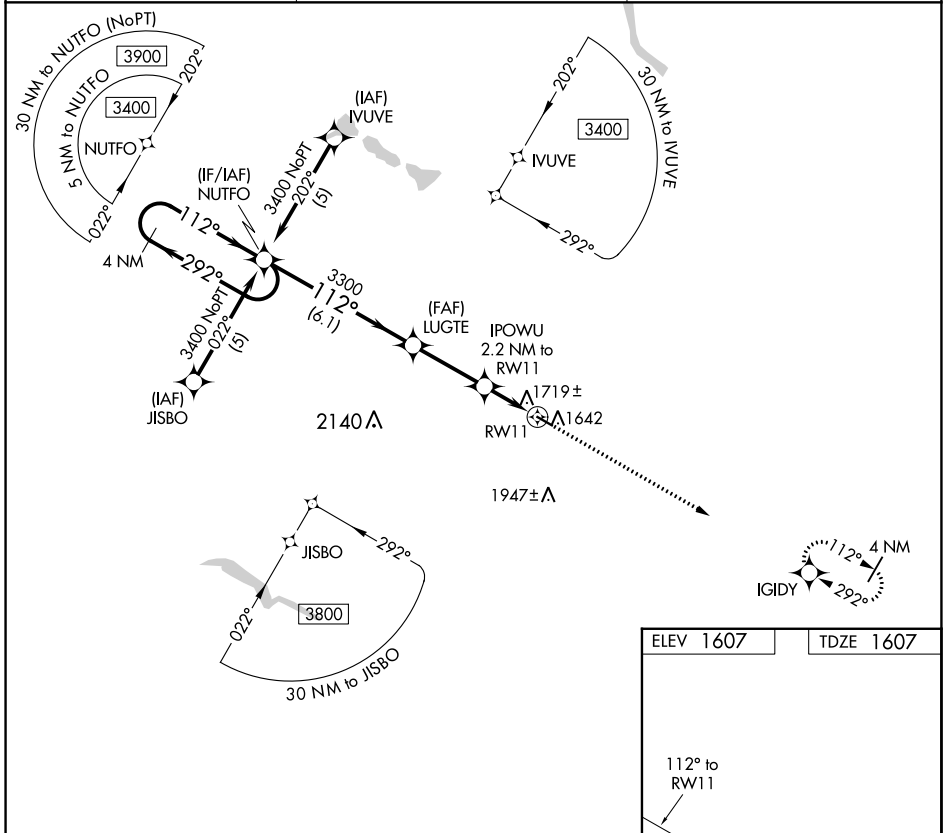 30 NM to NUTFO (NoPT)
3900
202°
5 NM to NUTFO
3400
NUTFO
022°
(IAF)
IVUVE
3400 NoPT
202°
(5)
202°
30 NM to IVUVE
3400
IVUVE
292°
(IF/IAF)
NUTFO
112°
4 NM
292°
3300
112°
(6.1)
3400 NoPT
022°
(5)
(IAF)
JISBO
(FAF)
LUGTE
IPOWU
2.2 NM to
RW11
1719±
1642
RW11
2140
1947±
JISBO
292°
022°
3800
30 NM to JISBO
112°
4 NM
IGIDY
292°
ELEV 1607
TDZE 1607
112° to
RW11